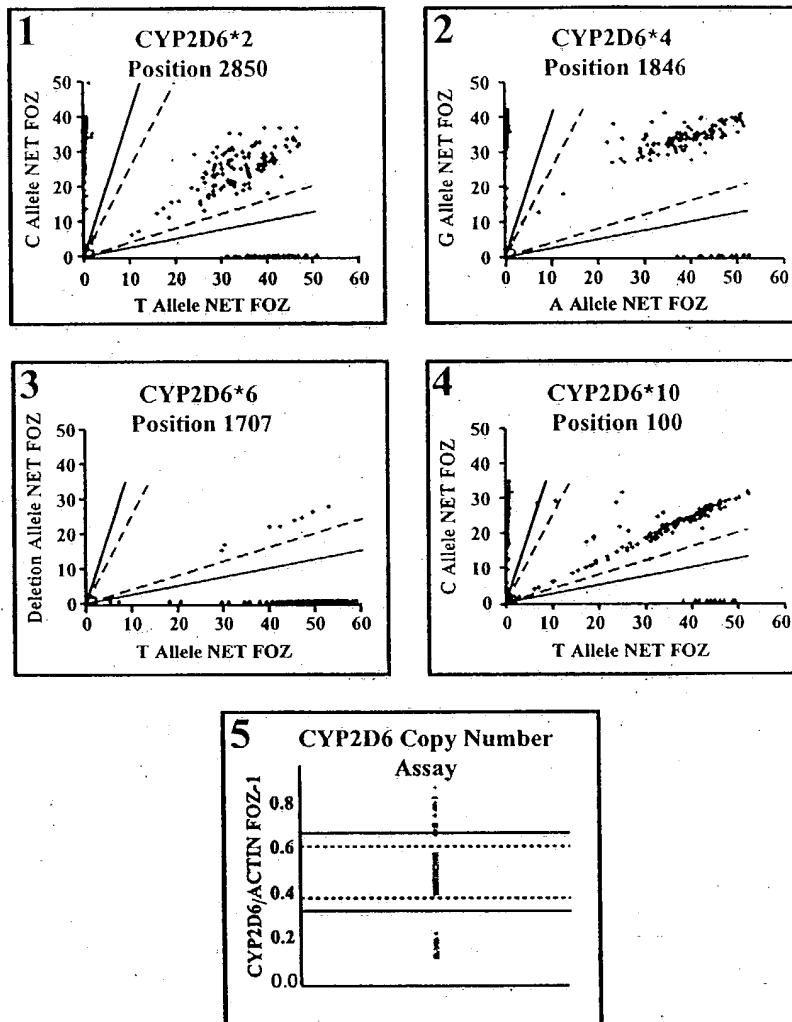 1
CYP2D6*2
Position 2850
C Allele NET FOZ
50
40
30
20
10
0
0 10 20 30 40 50 60
T Allele NET FOZ
2
CYP2D6*4
Position 1846
G Allele NET FOZ
50
40
30
20
10
0
0 10 20 30 40 50 60
A Allele NET FOZ
3
CYP2D6*6
Position 1707
Deletion Allele NET FOZ
50
40
30
20
10
0
0 10 20 30 40 50 60
T Allele NET FOZ
4
CYP2D6*10
Position 100
C Allele NET FOZ
50
40
30
20
10
0
0 10 20 30 40 50 60
T Allele NET FOZ
5
CYP2D6 Copy Number
Assay
CYP2D6/ACTIN FOZ-1
0.8
0.6
0.4
0.2
0.0